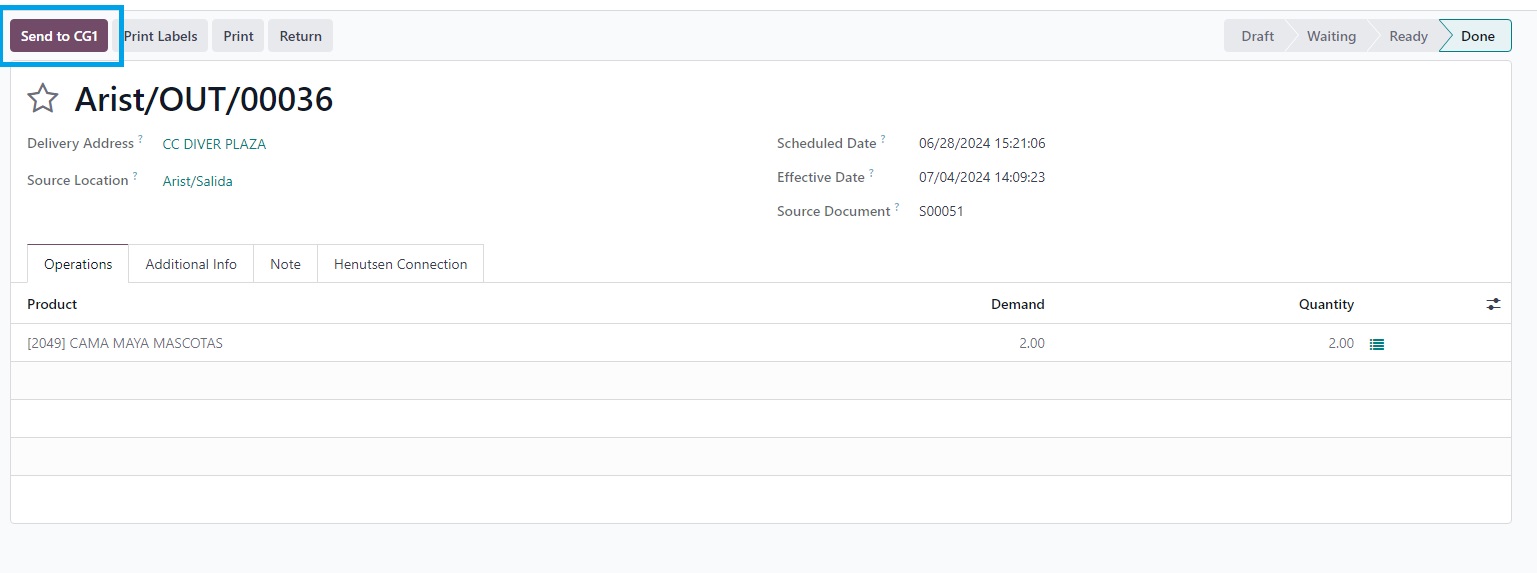 Send to CG1 Print Labels Print Return Draft Waiting Ready Done
Arist/OUT/00036
Delivery Address ? CC DIVER PLAZA Scheduled Date ? 06/28/2024 15:21:06
Source Location ? Arist/Salida Effective Date ? 07/04/2024 14:09:23
Source Document ? S00051
Operations Additional Info Note Henutsen Connection
Product Demand Quantity
[2049] CAMA MAYA MASCOTAS 2.00 2.00